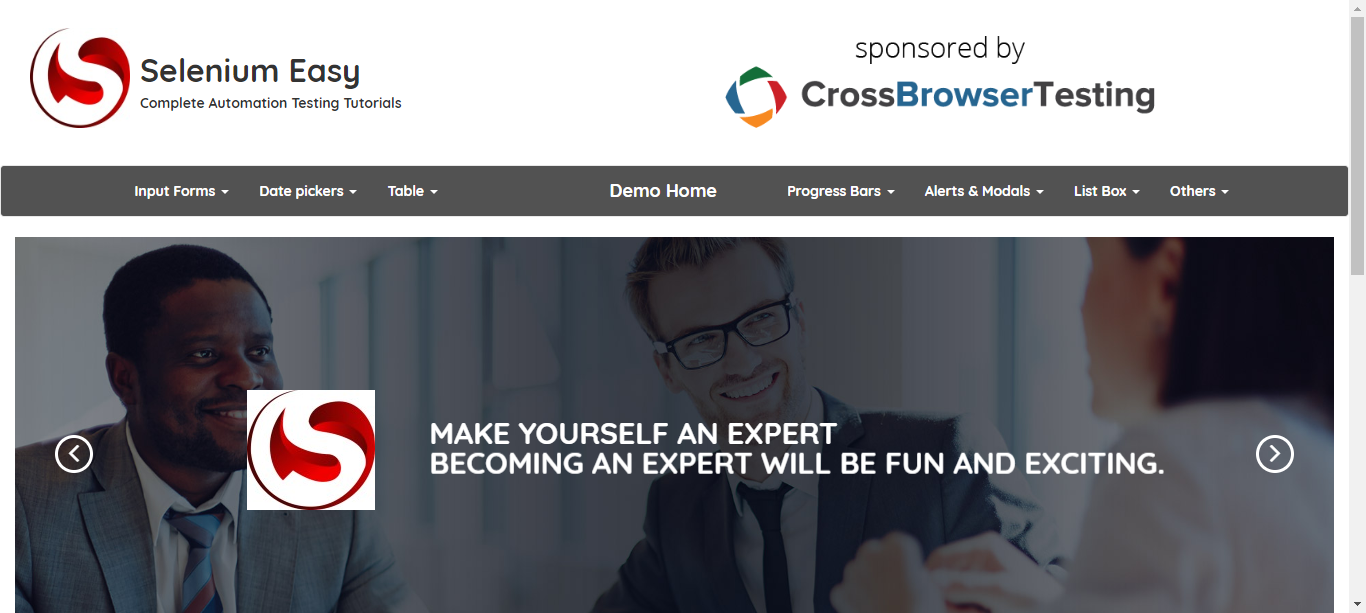 Selenium Easy
Complete Automation Testing Tutorials
sponsored by
CrossBrowserTesting
Input Forms Date pickers Table Demo Home Progress Bars Alerts & Modals List Box Others
MAKE YOURSELF AN EXPERT
BECOMING AN EXPERT WILL BE FUN AND EXCITING.